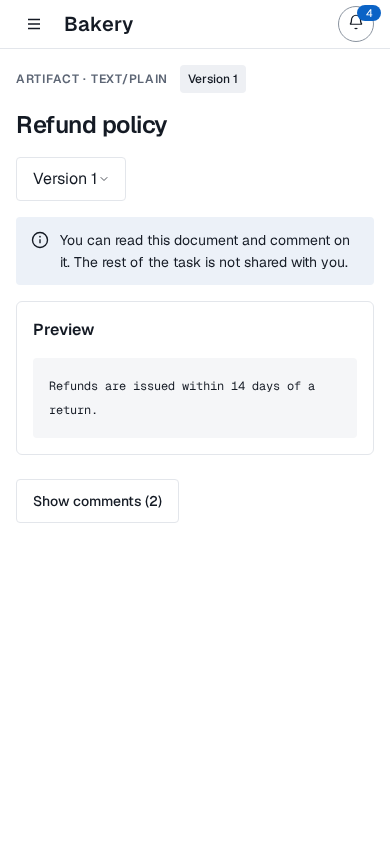 Bakery
4
ARTIFACT · TEXT/PLAIN
Version 1
Refund policy
Version 1
You can read this document and comment on
it. The rest of the task is not shared with you.
Preview
Refunds are issued within 14 days of a
return.
Show comments (2)